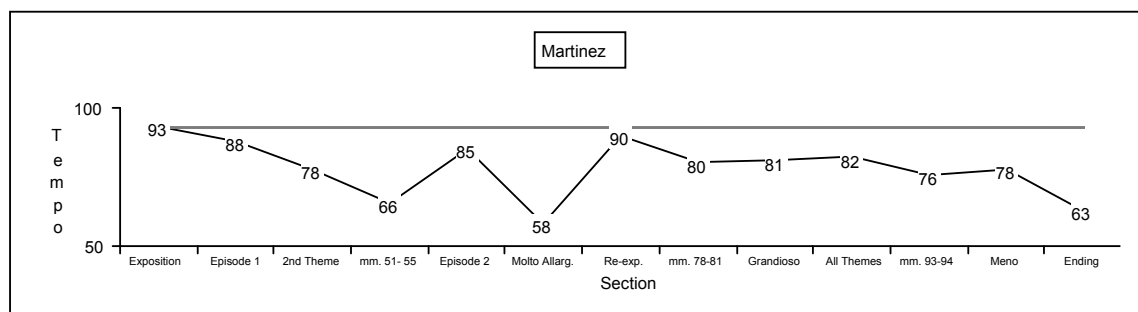 Martinez
100
Tempo
93 88 78 66 85 58 90 80 81 82 76 78 63
50
Exposition Episode 1 2nd Theme mm. 51- 55 Episode 2 Molto Allarg. Re-exp. mm. 78-81 Grandioso All Themes mm. 93-94 Meno Ending
Section